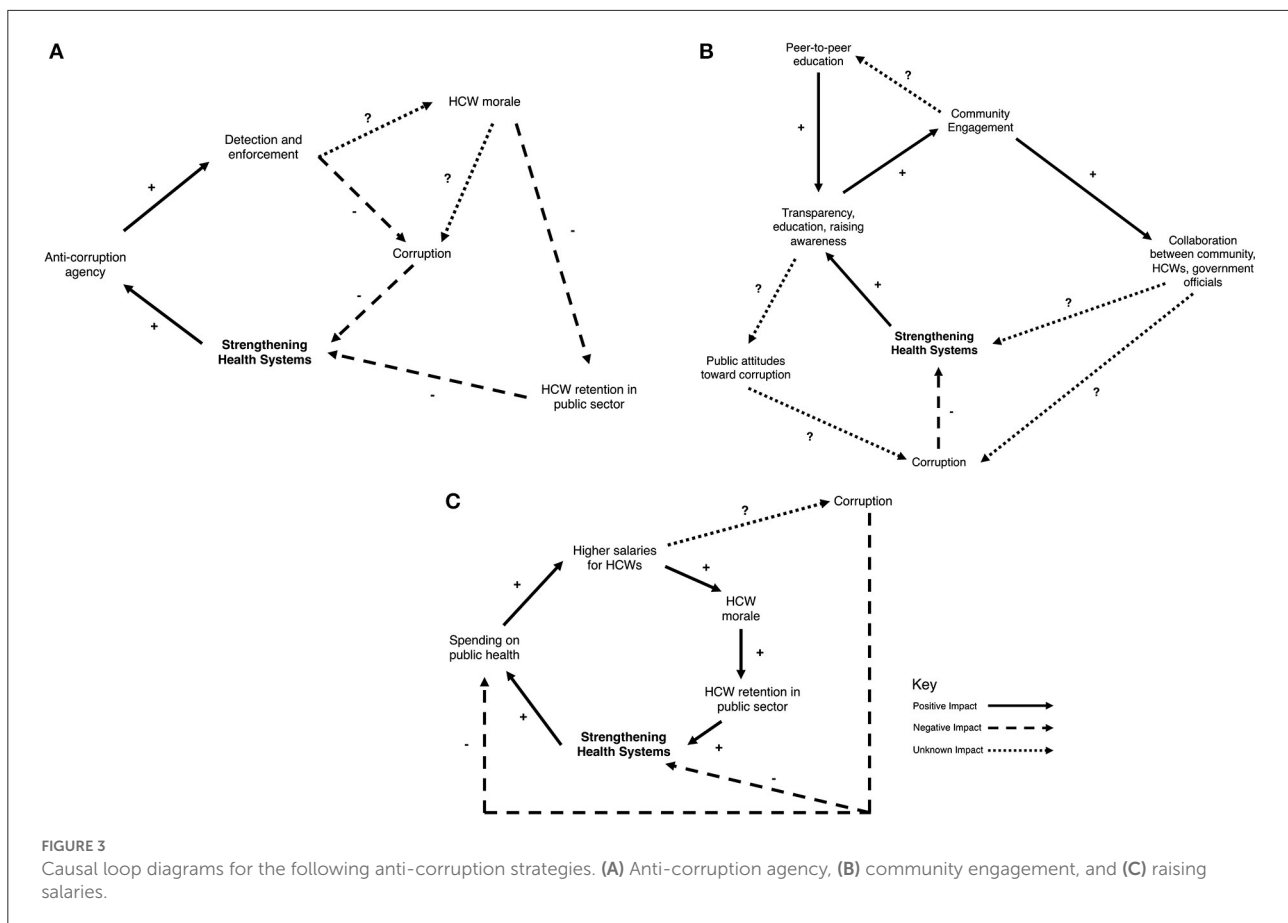 A
HCW morale
?
Detection and
enforcement
+
?
-
-
Anti-corruption
agency
Corruption
-
+
Strengthening
Health Systems
-
HCW retention in
public sector
B
Peer-to-peer
education
?
Community
Engagement
+
+
+
Transparency,
education, raising
awareness
Collaboration
between community,
HCWs, government
officials
?
+
?
Strengthening
Health Systems
Public attitudes
toward corruption
-
?
?
Corruption
C
Corruption
?
Higher salaries
for HCWs
+
+
HCW
morale
Spending on
public health
+
HCW retention in
public sector
+
+
Strengthening
Health Systems
-
-
Key
Positive Impact
Negative Impact
Unknown Impact
FIGURE 3
Causal loop diagrams for the following anti-corruption strategies. (A) Anti-corruption agency, (B) community engagement, and (C) raising
salaries.